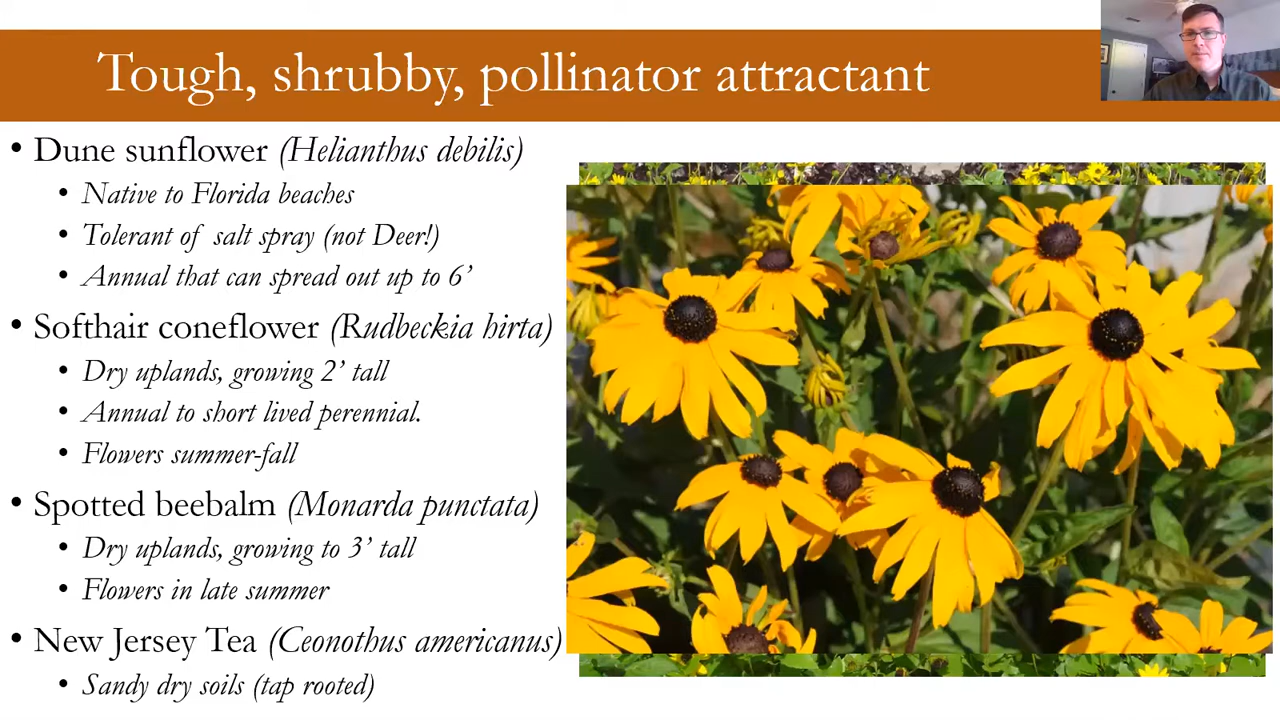 Tough, shrubby, pollinator attractant
• Dune sunflower (Helianthus debilis)
• Native to Florida beaches
• Tolerant of salt spray (not Deer!)
• Annual that can spread out up to 6’
• Softhair coneflower (Rudbeckia hirta)
• Dry uplands, growing 2’ tall
• Annual to short lived perennial.
• Flowers summer-fall
• Spotted beebalm (Monarda punctata)
• Dry uplands, growing to 3’ tall
• Flowers in late summer
• New Jersey Tea (Ceonothus americanus)
• Sandy dry soils (tap rooted)